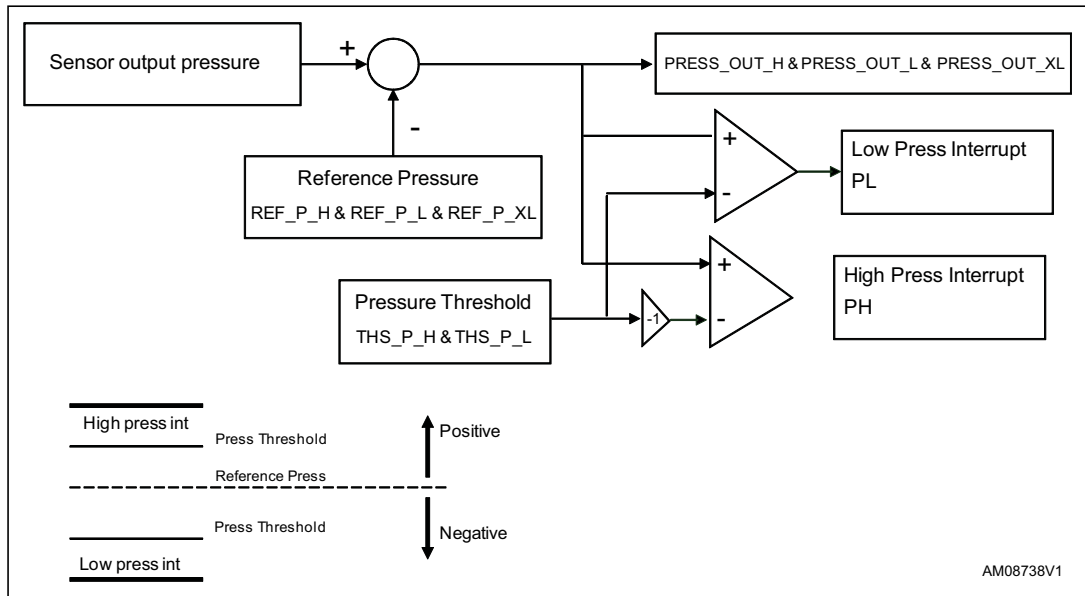 Sensor output pressure
+
-
PRESS_OUT_H & PRESS_OUT_L & PRESS_OUT_XL
Reference Pressure
REF_P_H & REF_P_L & REF_P_XL
+
-
Low Press Interrupt
PL
Pressure Threshold
THS_P_H & THS_P_L
-1
+
-
High Press Interrupt
PH
High press int
Press Threshold
Reference Press
Press Threshold
Low press int
Positive
Negative
AM08738V1